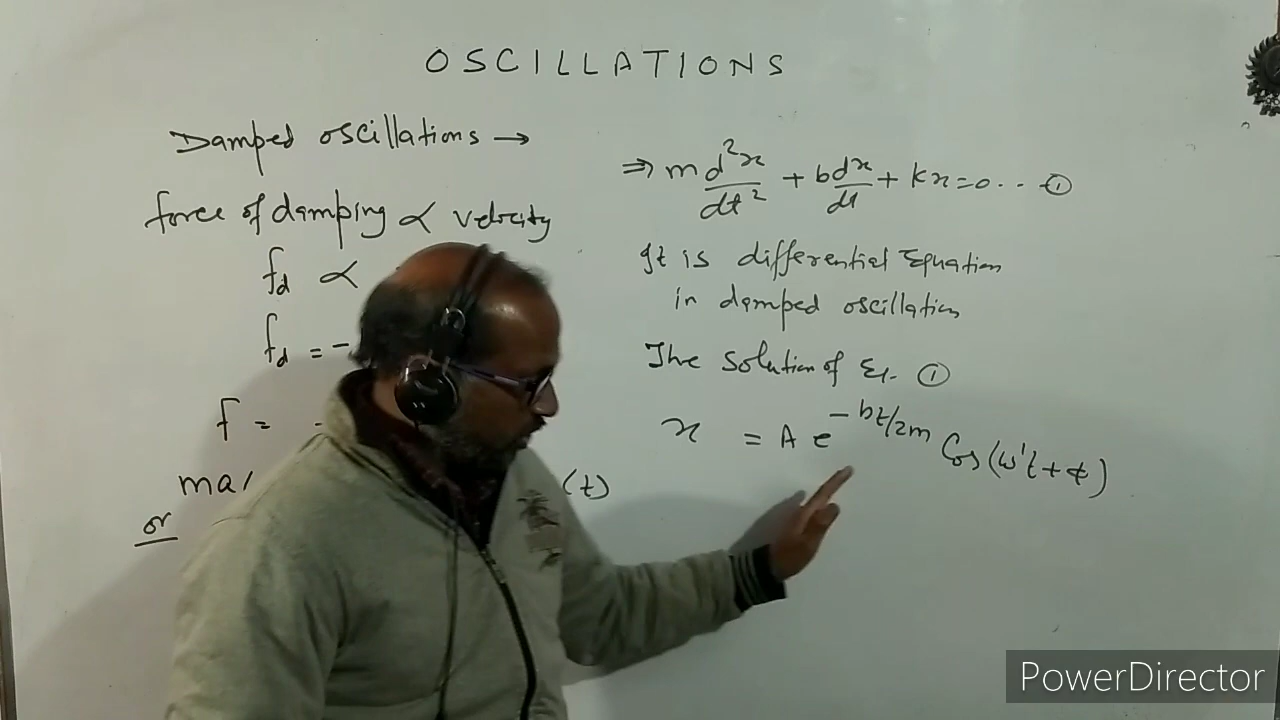 OSCILLATIONS
Damped oscillations →
force of damping ∝ velocity
fd ∝
fd = -
f = -
ma (t)
or
⇒ m d²x/dt² + b dx/dt + kx = 0 .. - ①
It is differential Equation
in damped oscillation
The solution of Eq. ①
x = A e^(-bt/2m) Cos(ω't + ϕ)
PowerDirector